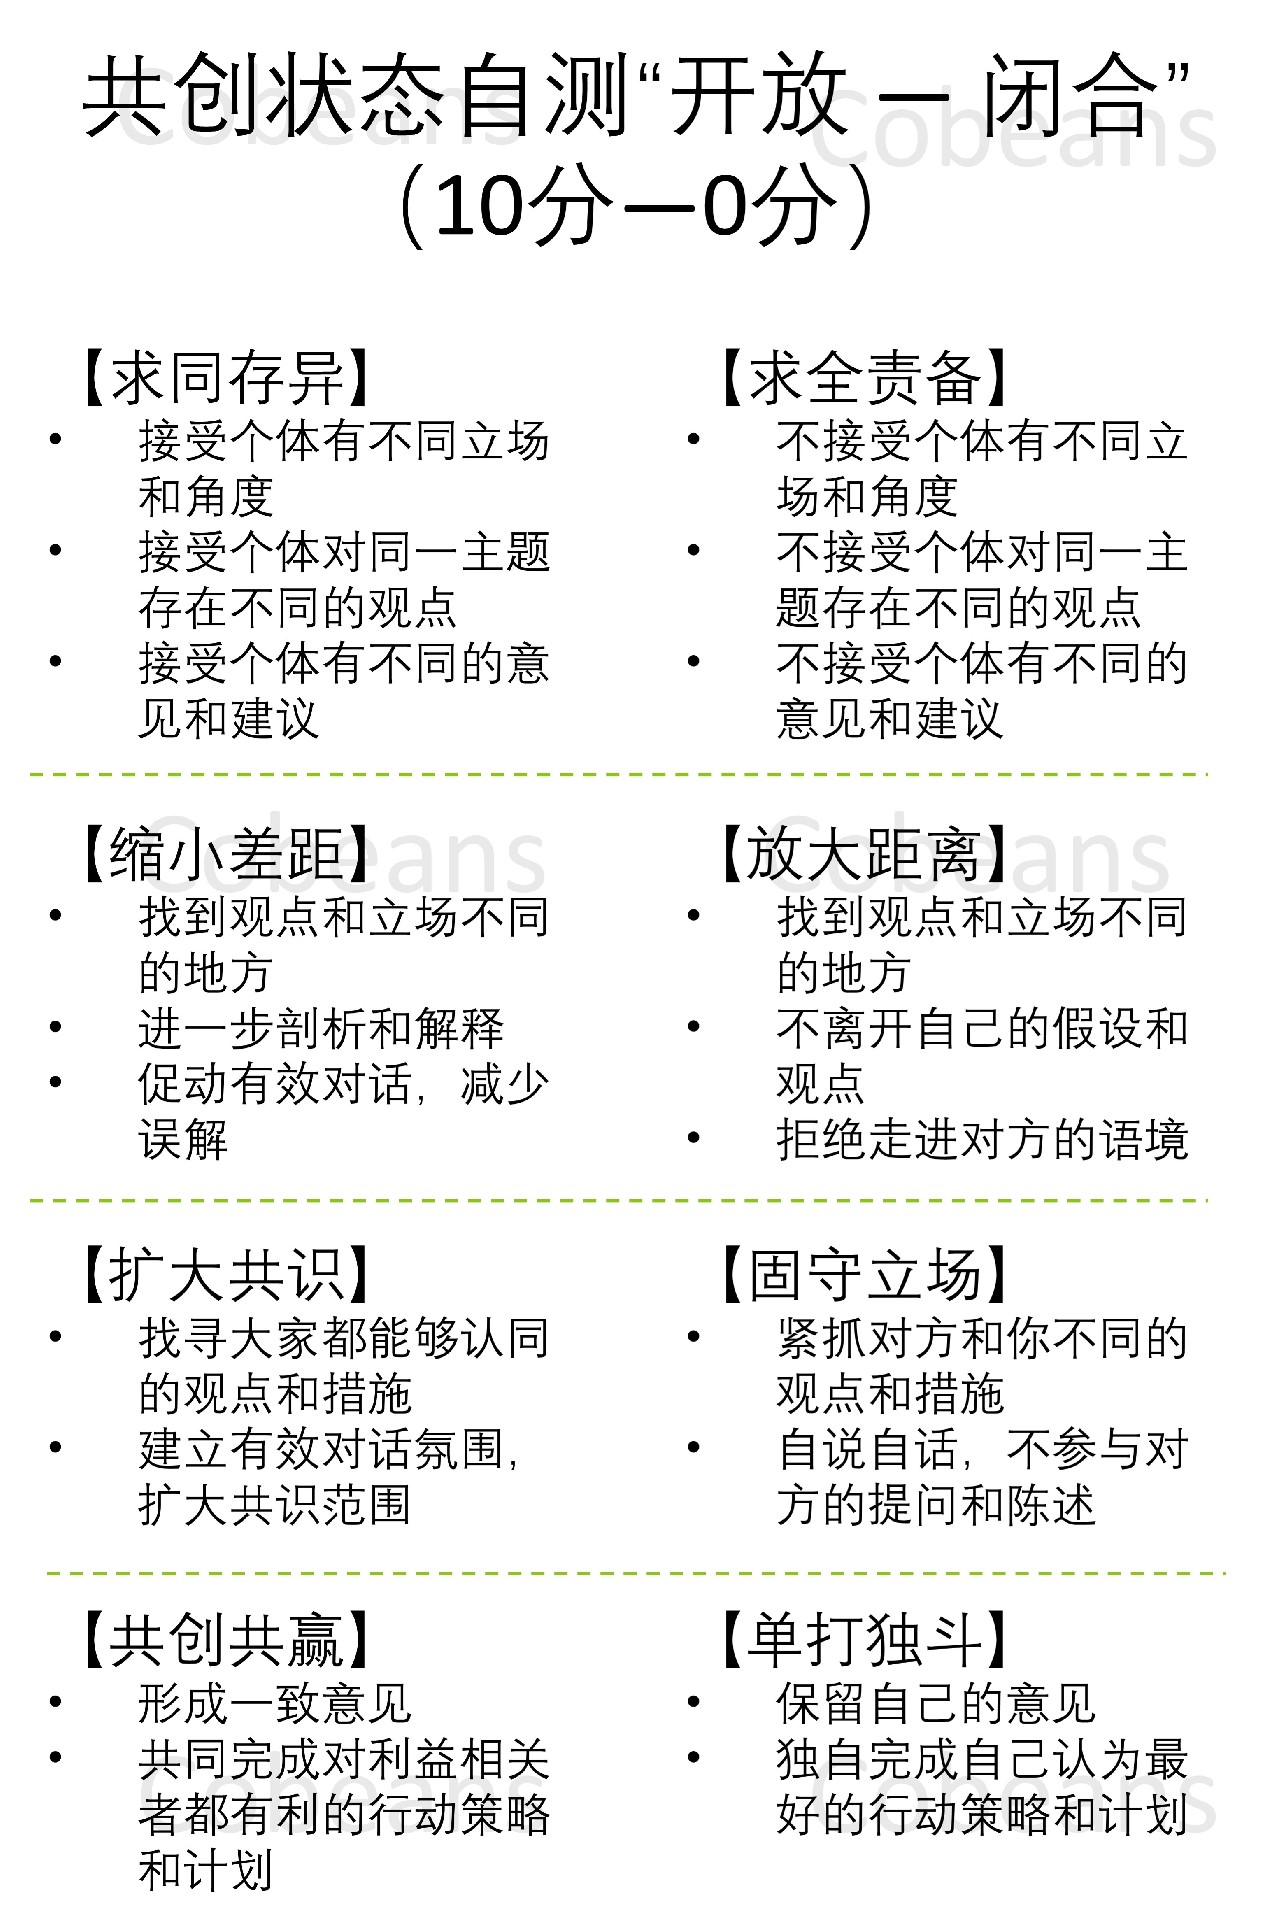 共创状态自测“开放 — 闭合”
（10分—0分）
【求同存异】
• 接受个体有不同立场
和角度
• 接受个体对同一主题
存在不同的观点
• 接受个体有不同的意
见和建议
【求全责备】
• 不接受个体有不同立
场和角度
• 不接受个体对同一主
题存在不同的观点
• 不接受个体有不同的
意见和建议
【缩小差距】
• 找到观点和立场不同
的地方
• 进一步剖析和解释
• 促动有效对话，减少
误解
【放大距离】
• 找到观点和立场不同
的地方
• 不离开自己的假设和
观点
• 拒绝走进对方的语境
【扩大共识】
• 找寻大家都能够认同
的观点和措施
• 建立有效对话氛围，
扩大共识范围
【固守立场】
• 紧抓对方和你不同的
观点和措施
• 自说自话，不参与对
方的提问和陈述
【共创共赢】
• 形成一致意见
• 共同完成对利益相关
者都有利的行动策略
和计划
【单打独斗】
• 保留自己的意见
• 独自完成自己认为最
好的行动策略和计划
Cobeans
Cobeans
Cobeans
Cobeans
Cobeans
Cobeans